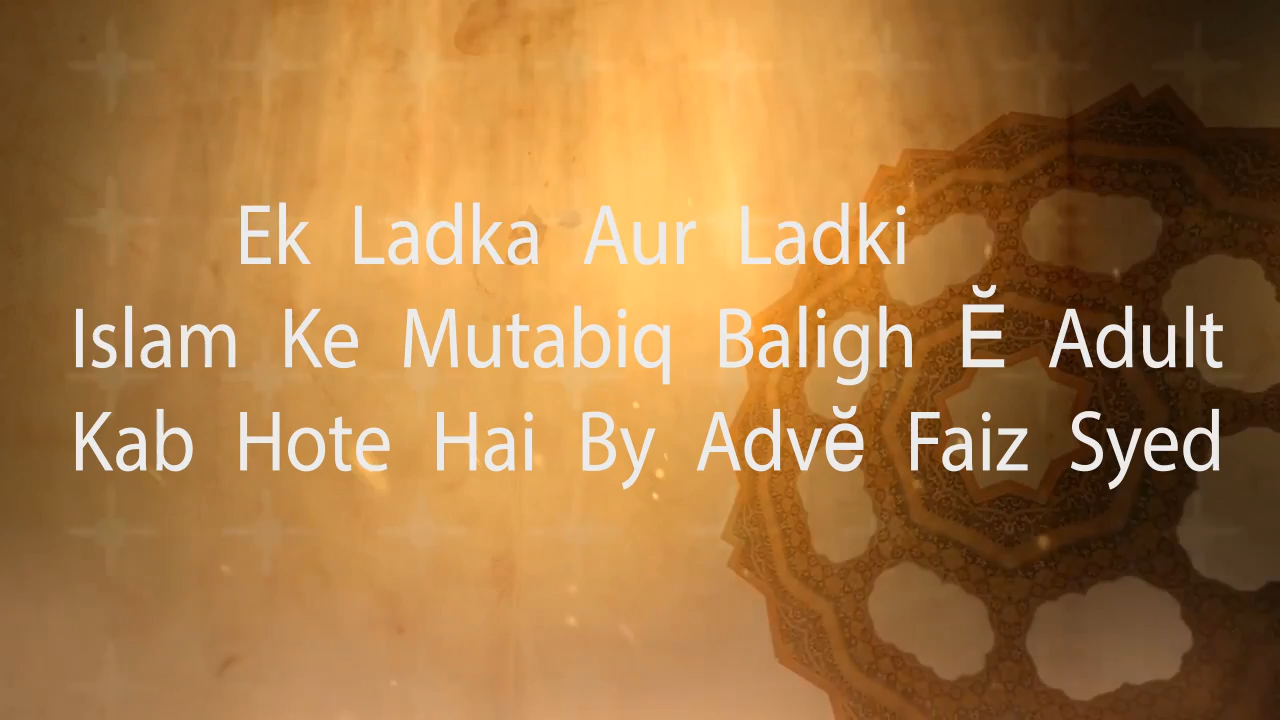 Ek Ladka Aur Ladki
Islam Ke Mutabiq Baligh Ĕ Adult
Kab Hote Hai By Advĕ Faiz Syed